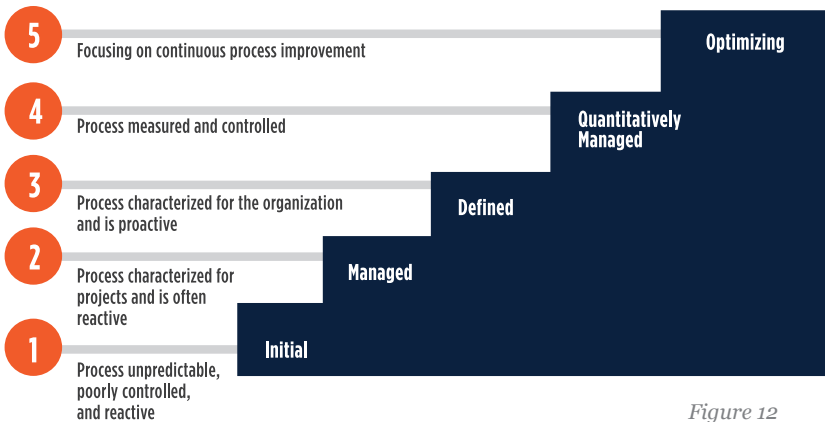 5
Optimizing
Focusing on continuous process improvement
4
Quantitatively
Managed
Process measured and controlled
3
Process characterized for the organization
and is proactive
Defined
2
Managed
Process characterized for
projects and is often
reactive
1
Initial
Process unpredictable,
poorly controlled,
and reactive
Figure 12